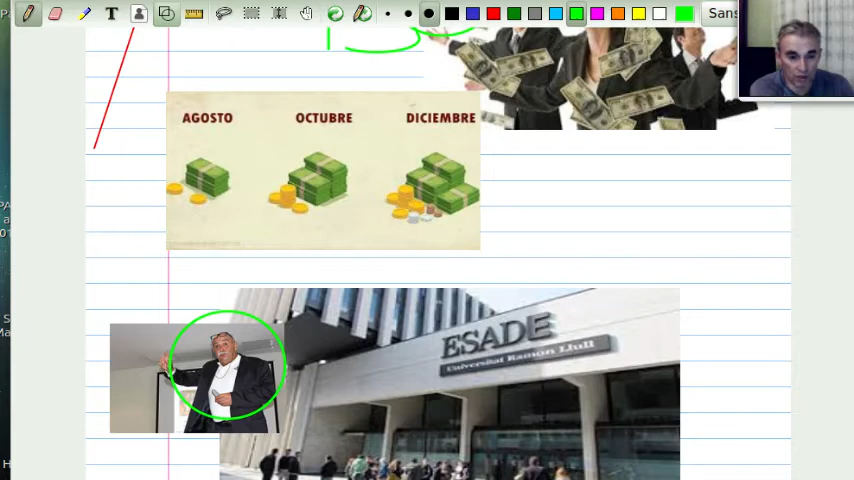 T
Sans
AGOSTO OCTUBRE DICIEMBRE
ESADE
Universitat Ramon Llull